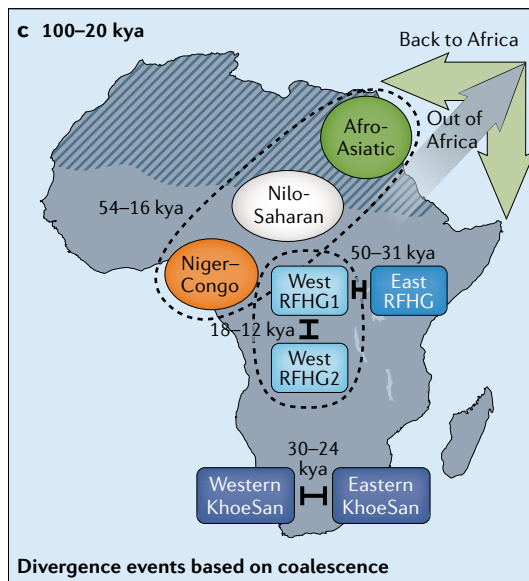 c 100–20 kya
Back to Africa
Out of
Africa
Afro-
Asiatic
Nilo-
Saharan
54–16 kya
Niger–
Congo
50–31 kya
West
RFHG1
East
RFHG
18–12 kya
West
RFHG2
30–24
kya
Western
KhoeSan
Eastern
KhoeSan
Divergence events based on coalescence